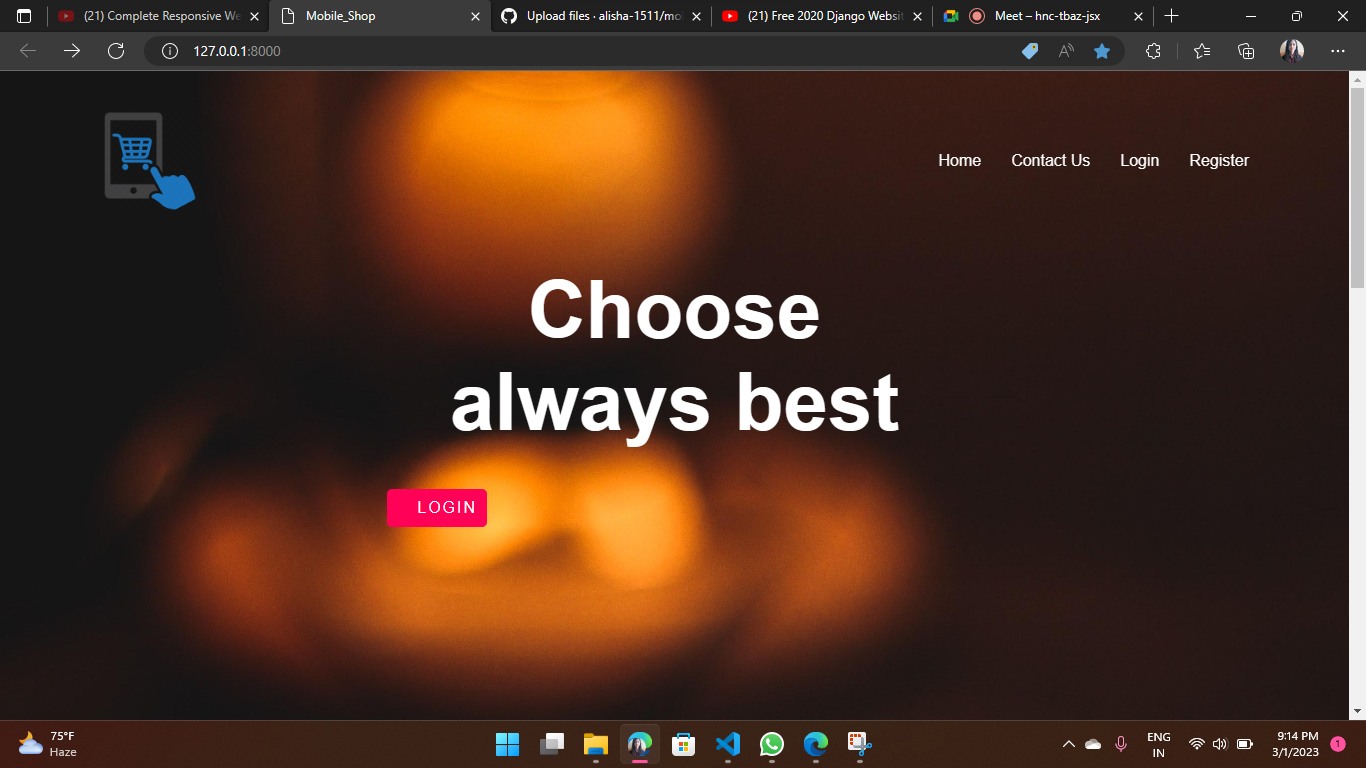 (21) Complete Responsive We
Mobile_Shop
Upload files · alisha-1511/mo
(21) Free 2020 Django Websit
Meet – hnc-tbaz-jsx
127.0.0.1:8000
Home
Contact Us
Login
Register
Choose
always best
LOGIN
75°F
Haze
ENG
IN
9:14 PM
3/1/2023
1